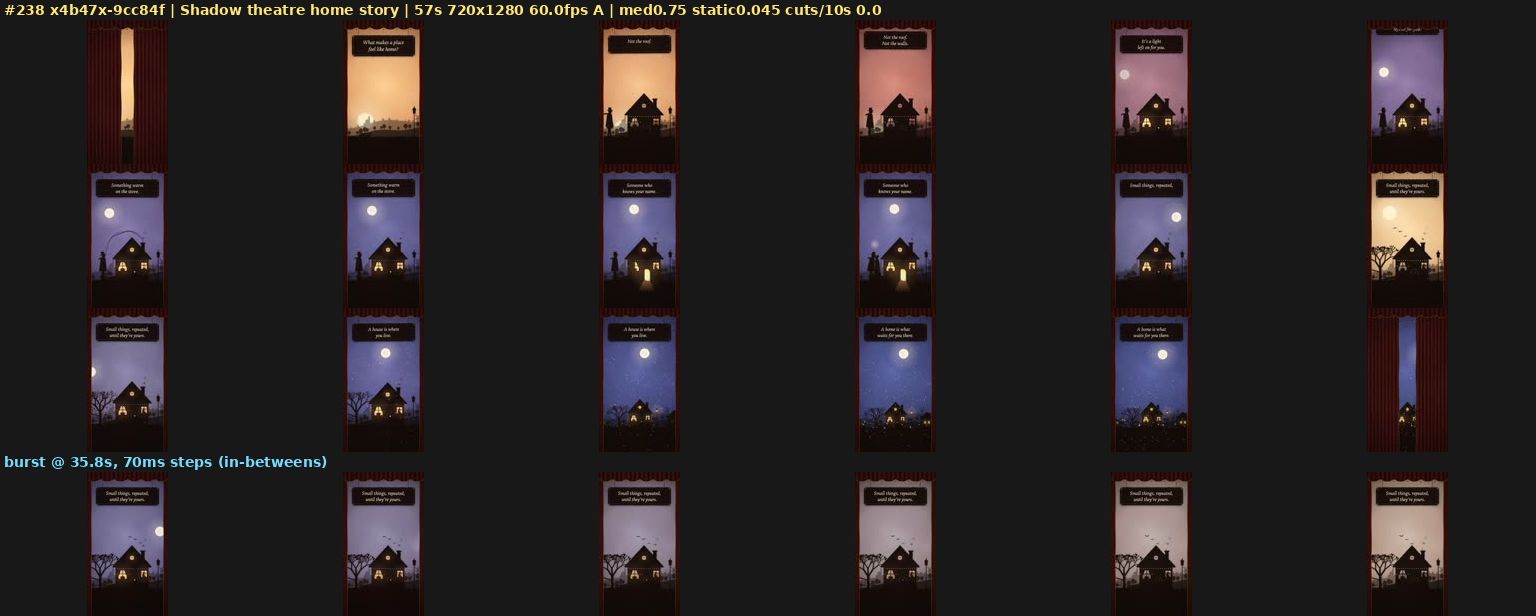 #238 x4b47x-9cc84f | Shadow theatre home story | 57s 720x1280 60.0fps A | med0.75 static0.045 cuts/10s 0.0
What makes a place
feel like home?
Not the roof.
Not the roof.
Not the walls.
It's a light
left on for you.
Something warm
on the stove.
Something warm
on the stove.
Someone who
knows your name.
Someone who
knows your name.
Small things, repeated,
Small things, repeated,
until they're yours.
Small things, repeated,
until they're yours.
A house is where
you live.
A house is where
you live.
A home is what
waits for you there.
A home is what
waits for you there.
burst @ 35.8s, 70ms steps (in-betweens)
Small things, repeated,
until they're yours.
Small things, repeated,
until they're yours.
Small things, repeated,
until they're yours.
Small things, repeated,
until they're yours.
Small things, repeated,
until they're yours.
Small things, repeated,
until they're yours.